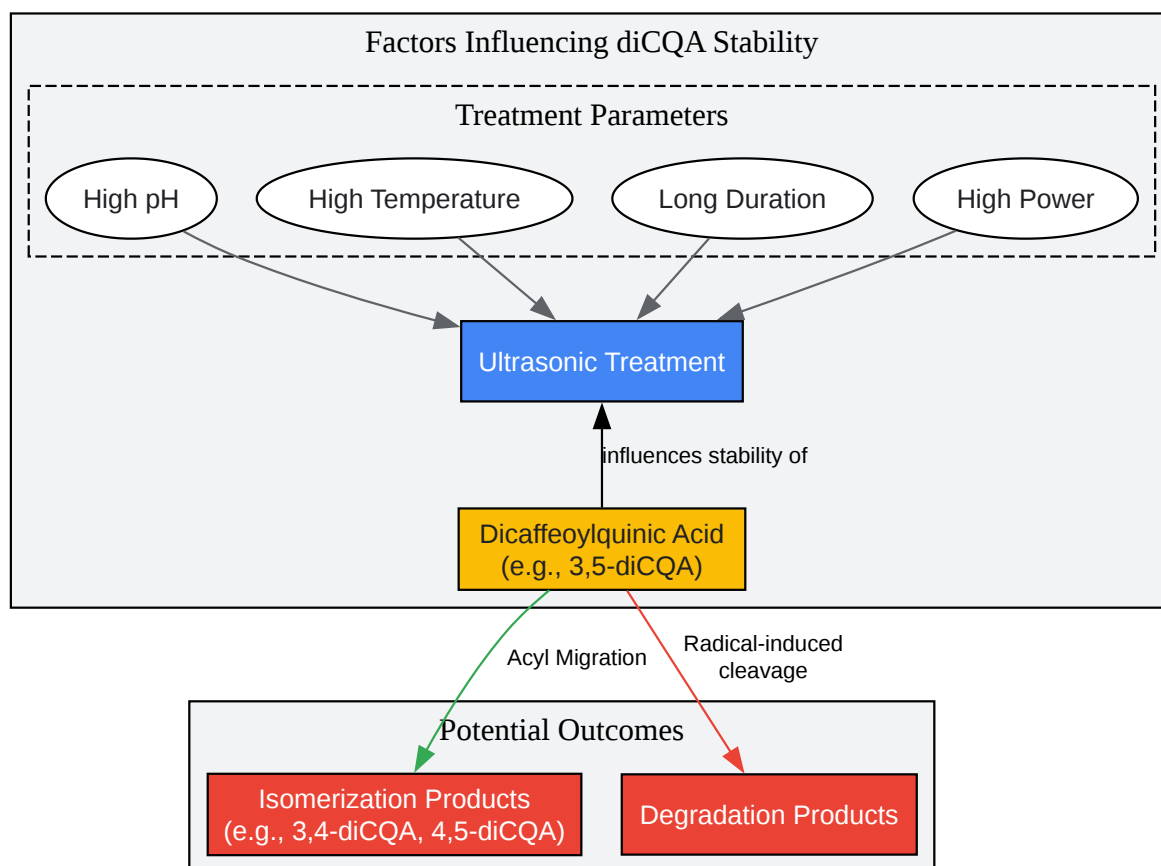 Factors Influencing diCQA Stability
Treatment Parameters
High pH
High Temperature
Long Duration
High Power
Ultrasonic Treatment
influences stability of
Dicaffeoylquinic Acid
(e.g., 3,5-diCQA)
Acyl Migration
Radical-induced
cleavage
Potential Outcomes
Isomerization Products
(e.g., 3,4-diCQA, 4,5-diCQA)
Degradation Products